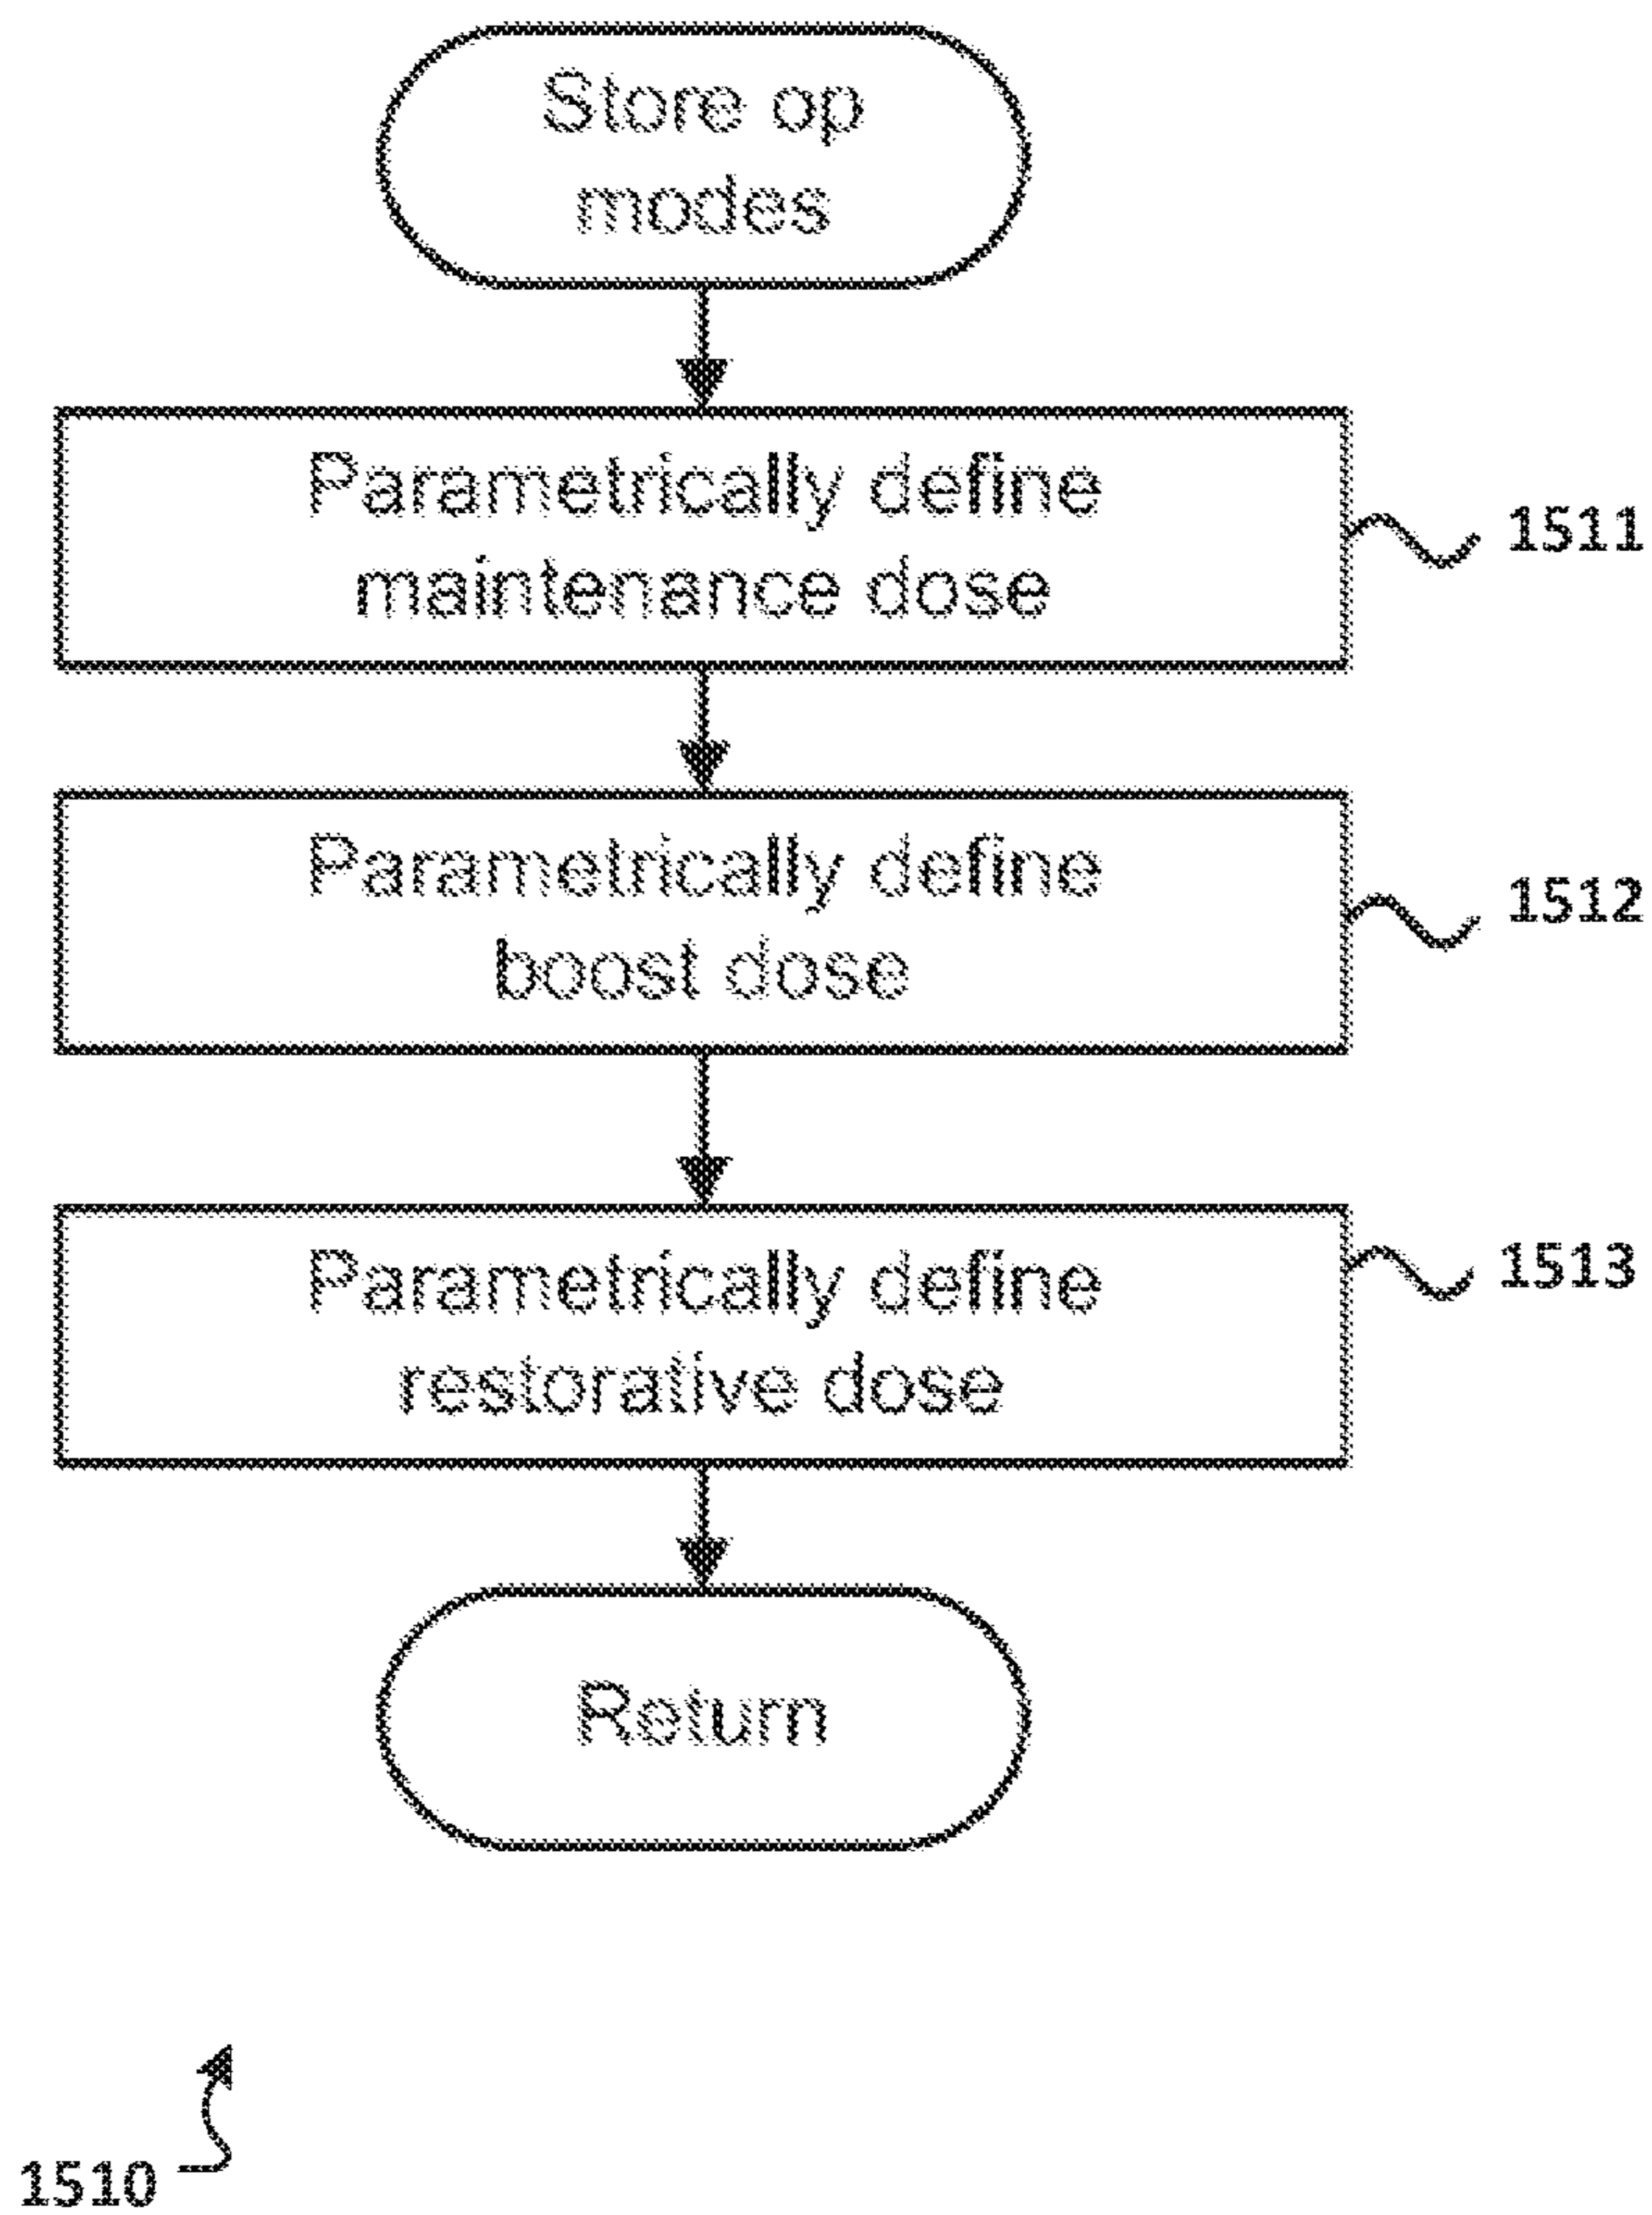 Store op
modes
Parametrically define
maintenance dose
1511
Parametrically define
boost dose
1512
Parametrically define
restorative dose
1513
Return
1510